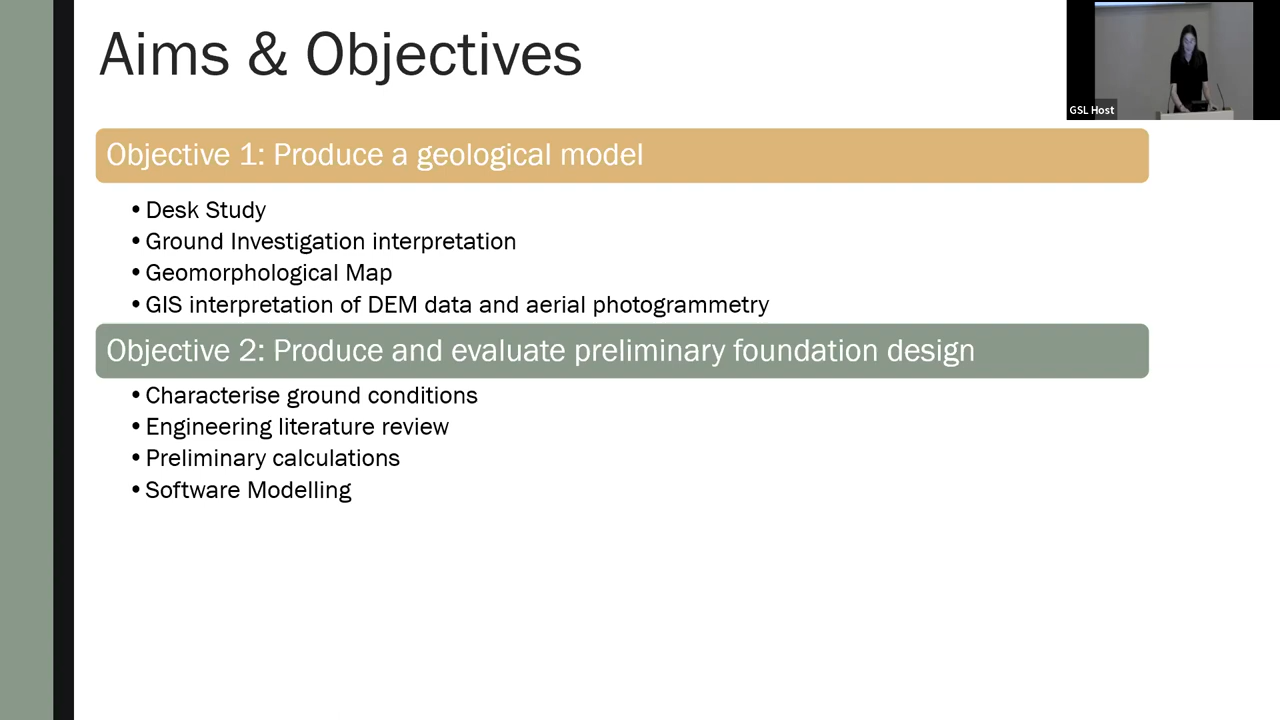 Aims & Objectives
GSL Host
Objective 1: Produce a geological model
• Desk Study
• Ground Investigation interpretation
• Geomorphological Map
• GIS interpretation of DEM data and aerial photogrammetry
Objective 2: Produce and evaluate preliminary foundation design
• Characterise ground conditions
• Engineering literature review
• Preliminary calculations
• Software Modelling